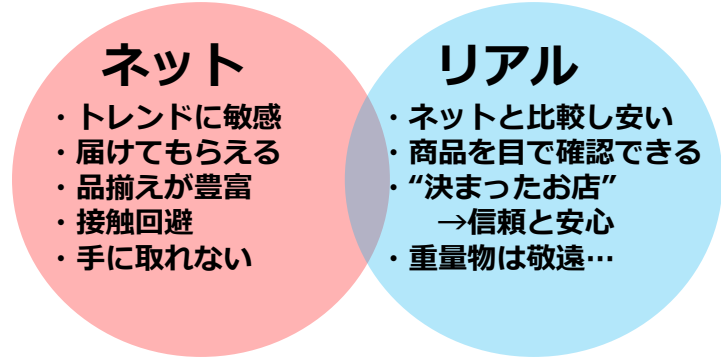 ネット
・トレンドに敏感
・届けてもらえる
・品揃えが豊富
・接触回避
・手に取れない
リアル
・ネットと比較し安い
・商品を目で確認できる
・“決まったお店”
→信頼と安心
・重量物は敬遠…